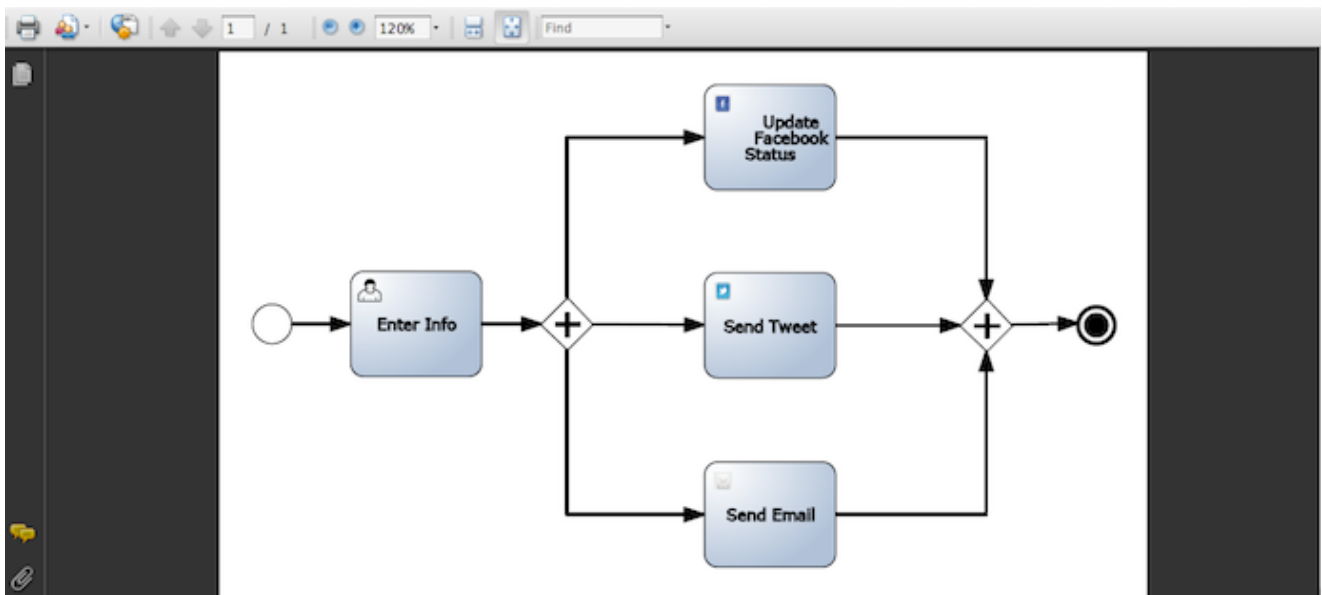 1 / 1 120% Find
Update
Facebook
Status
Enter Info
Send Tweet
Send Email